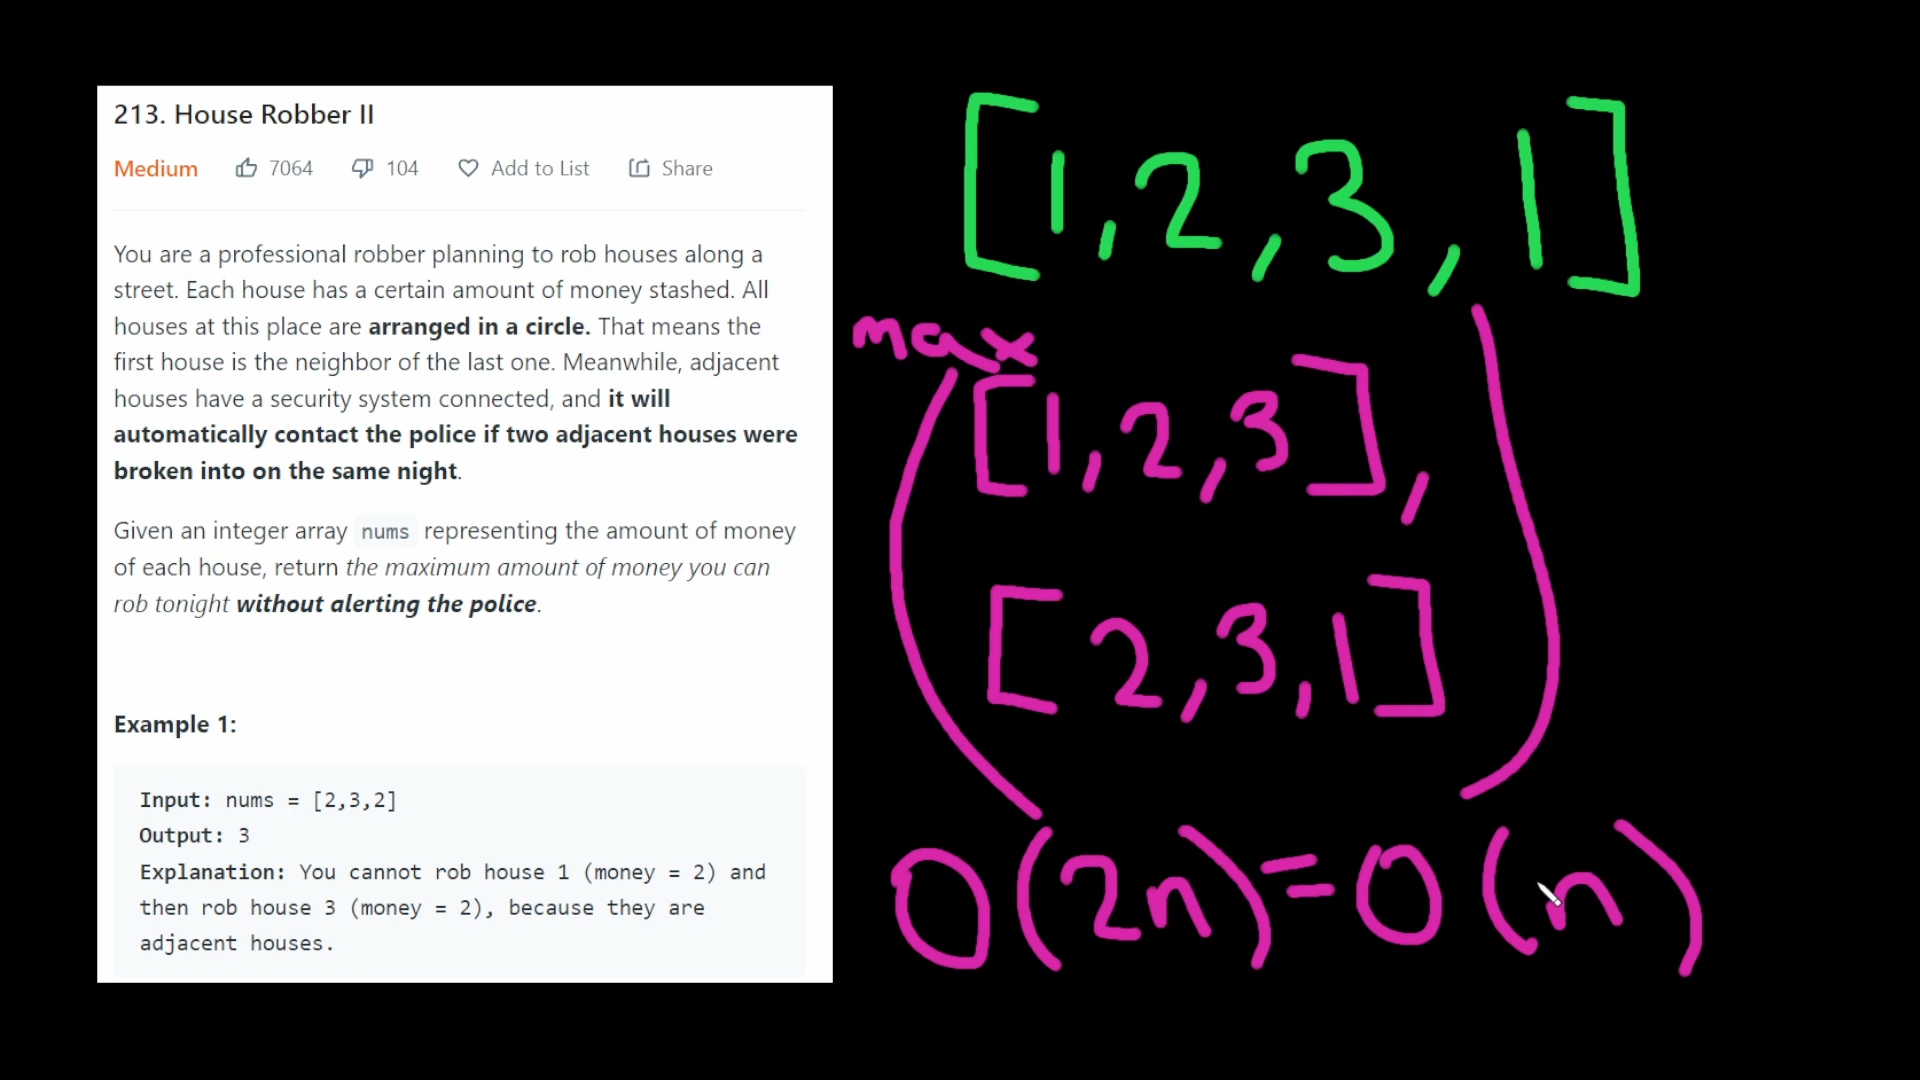 213. House Robber II
Medium 7064 104 Add to List Share
You are a professional robber planning to rob houses along a
street. Each house has a certain amount of money stashed. All
houses at this place are arranged in a circle. That means the
first house is the neighbor of the last one. Meanwhile, adjacent
houses have a security system connected, and it will
automatically contact the police if two adjacent houses were
broken into on the same night.
Given an integer array nums representing the amount of money
of each house, return the maximum amount of money you can
rob tonight without alerting the police.
Example 1:
Input: nums = [2,3,2]
Output: 3
Explanation: You cannot rob house 1 (money = 2) and
then rob house 3 (money = 2), because they are
adjacent houses.
[1,2,3,1]
max
([1,2,3],
[2,3,1])
O(2n)=O(n)